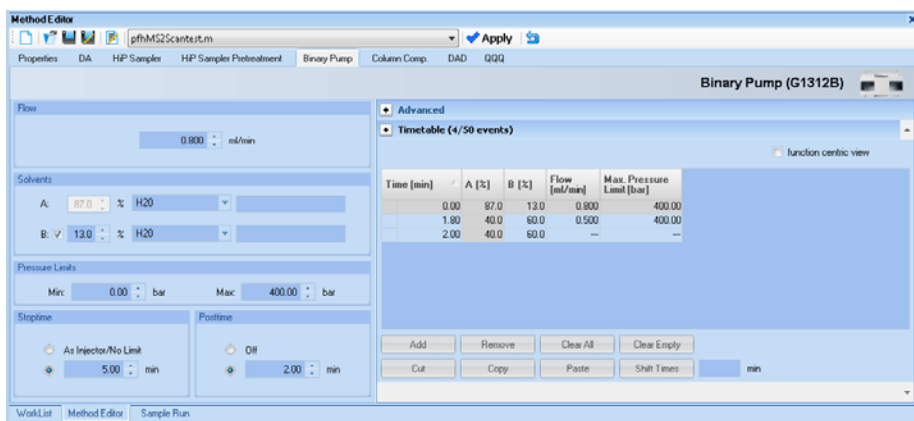 Method Editor
pfhMS2Scantest.m Apply
Properties DA HiP Sampler HiP Sampler Pretreatment Binary Pump Column Comp. DAD QQQ
Binary Pump (G1312B)
Flow
0.800 ml/min
Solvents
A: 87.0 % H20
B: 13.0 % H20
Pressure Limits
Min: 0.00 bar Max: 400.00 bar
Stoptime
As Injector/No Limit
5.00 min
Posttime
Off
2.00 min
Advanced
Timetable (4/50 events)
function centric view
Time [min] A [%] B [%] Flow [ml/min] Max. Pressure Limit [bar]
0.00 87.0 13.0 0.800 400.00
1.80 40.0 60.0 0.500 400.00
2.00 40.0 60.0 --- ---
Add Remove Clear All Clear Empty
Cut Copy Paste Shift Times min
WorkList Method Editor Sample Run